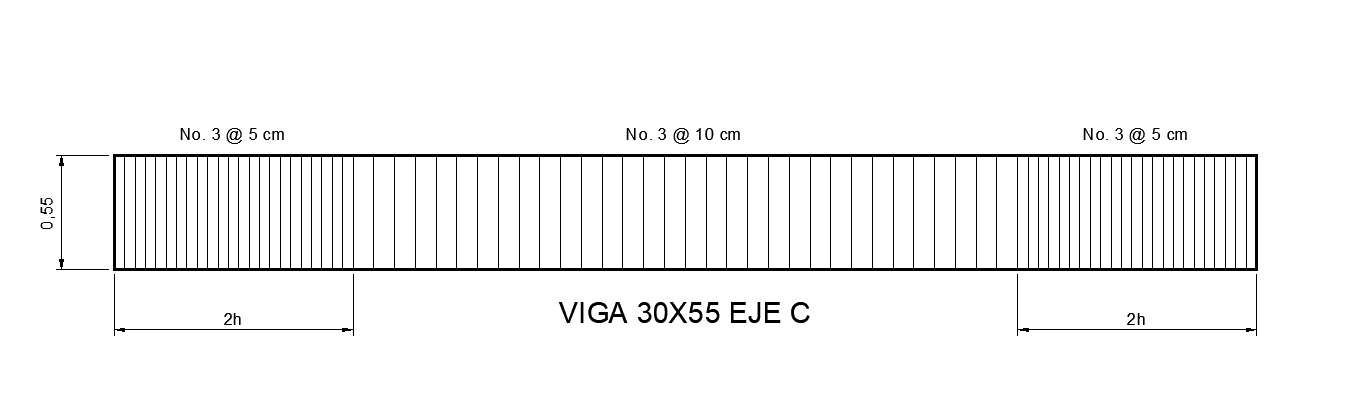 No. 3 @ 5 cm
No. 3 @ 10 cm
No. 3 @ 5 cm
0,55
2h
VIGA 30X55 EJE C
2h